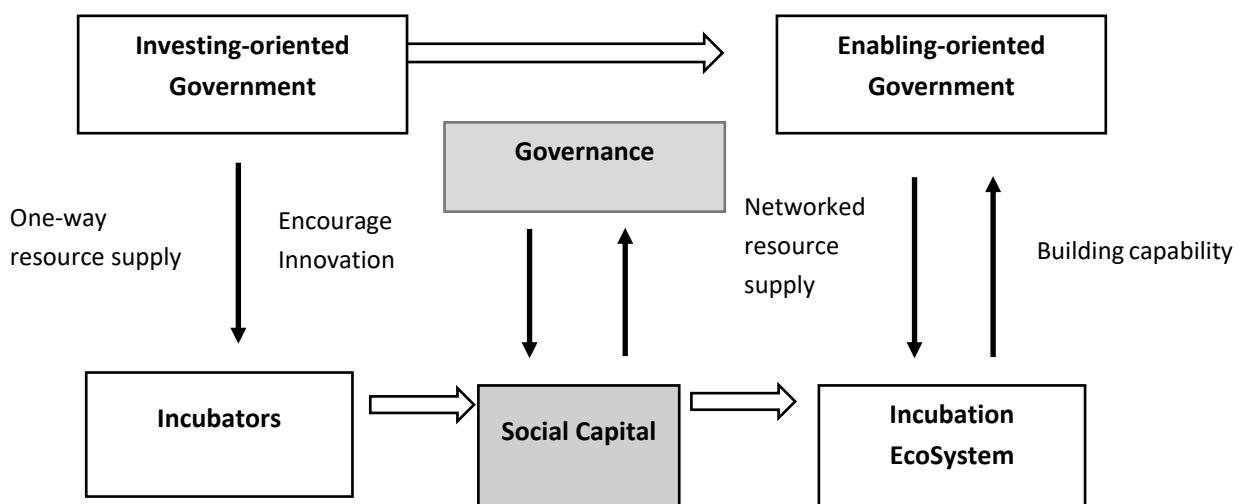 Investing-oriented
Government
Enabling-oriented
Government
Governance
One-way
resource supply
Encourage
Innovation
Networked
resource
supply
Building capability
Incubators
Social Capital
Incubation
EcoSystem